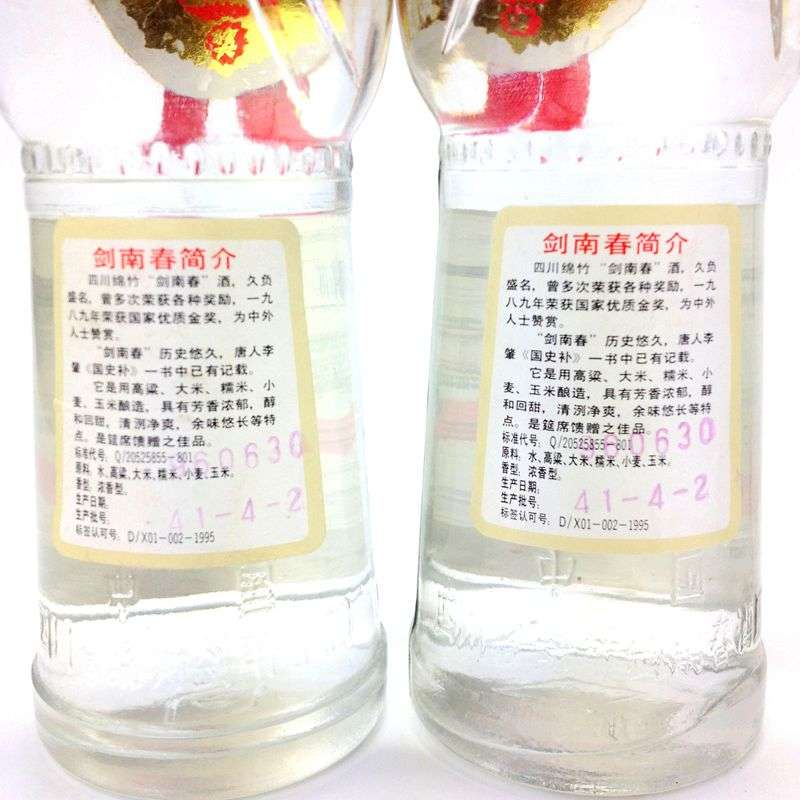 剑南春简介
四川绵竹“剑南春”酒，久负
盛名，曾多次荣获各种奖励，一九
八九年荣获国家优质金奖，为中外
人士赞赏。
“剑南春”历史悠久，唐人李
肇《国史补》一书中已有记载。
它是用高粱、大米、糯米、小
麦、玉米酿造，具有芳香浓郁，醇
和回甜，清洌净爽，余味悠长等特
点。是筵席馈赠之佳品。
标准代号：Q/20525855-801
原料：水、高粱、大米、糯米、小麦、玉米。
香型：浓香型。
生产日期：960630
生产批号：41-4-2
标签认可号：D/X01-002-1995
剑南春简介
四川绵竹“剑南春”酒，久负
盛名，曾多次荣获各种奖励，一九
八九年荣获国家优质金奖，为中外
人士赞赏。
“剑南春”历史悠久，唐人李
肇《国史补》一书中已有记载。
它是用高粱、大米、糯米、小
麦、玉米酿造，具有芳香浓郁，醇
和回甜，清洌净爽，余味悠长等特
点。是筵席馈赠之佳品。
标准代号：Q/20525855-801
原料：水、高粱、大米、糯米、小麦、玉米。
香型：浓香型。
生产日期：960630
生产批号：41-4-2
标签认可号：D/X01-002-1995